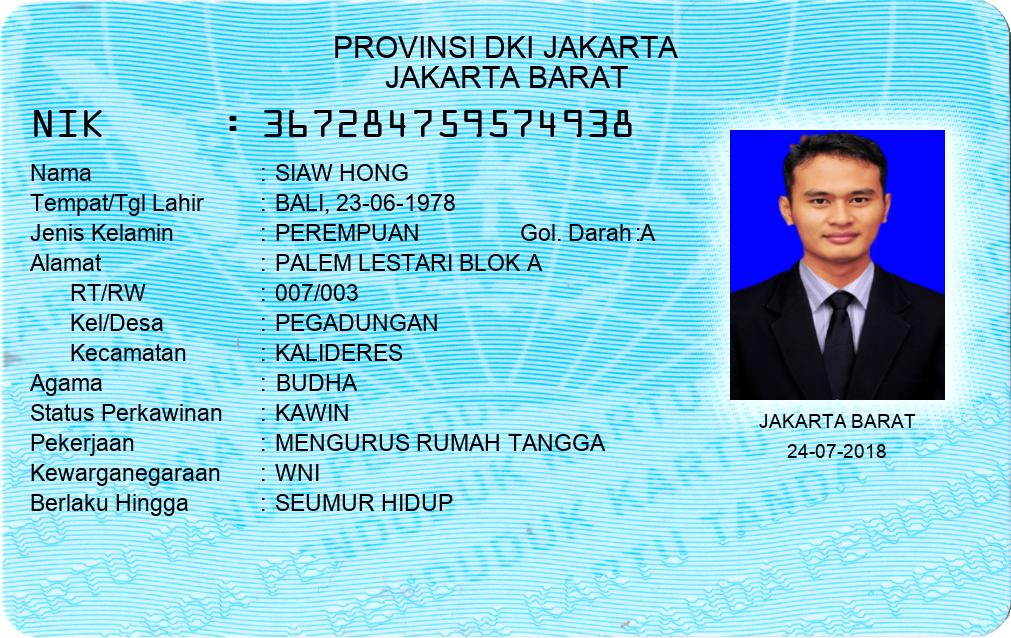 PROVINSI DKI JAKARTA
JAKARTA BARAT
NIK : 3672847595749​38
Nama : SIAW HONG
Tempat/Tgl Lahir : BALI, 23-06-1978
Jenis Kelamin : PEREMPUAN Gol. Darah :A
Alamat : PALEM LESTARI BLOK A
RT/RW : 007/003
Kel/Desa : PEGADUNGAN
Kecamatan : KALIDERES
Agama : BUDHA
Status Perkawinan : KAWIN
Pekerjaan : MENGURUS RUMAH TANGGA
Kewarganegaraan : WNI
Berlaku Hingga : SEUMUR HIDUP
JAKARTA BARAT
24-07-2018